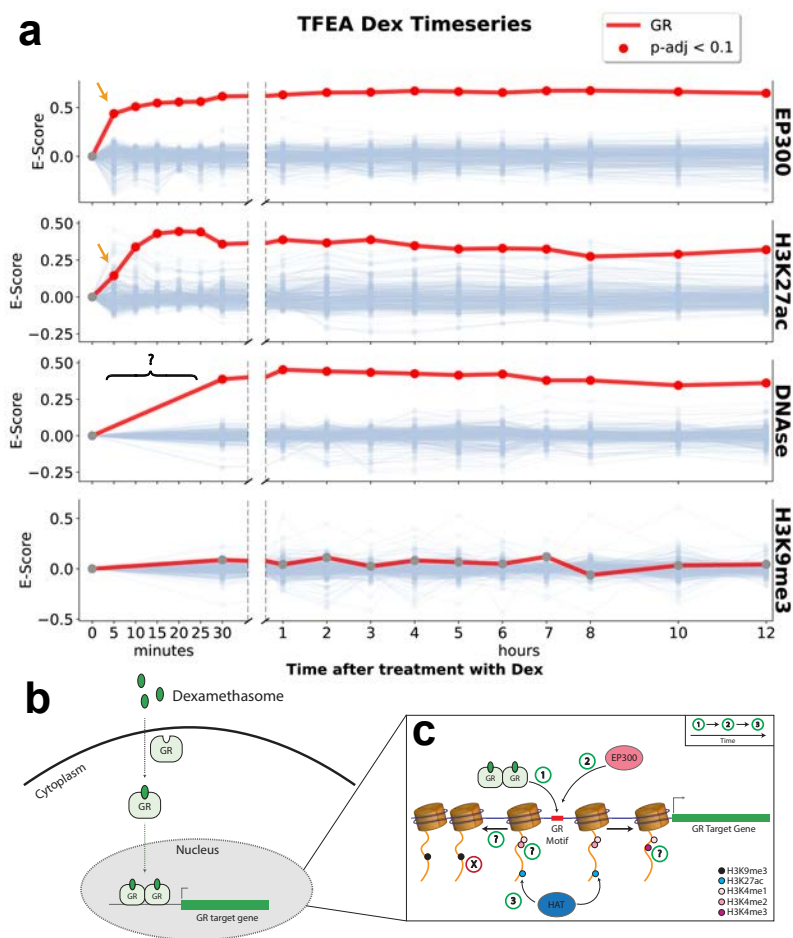 a
TFEA Dex Timeseries
GR
p-adj < 0.1
E-Score
0.5
0.0
EP300
E-Score
0.50
0.25
0.00
−0.25
H3K27ac
?
E-Score
0.50
0.25
0.00
−0.25
DNAse
E-Score
0.5
0.0
−0.5
H3K9me3
0 5 10 15 20 25 30 1 2 3 4 5 6 7 8 10 12
minutes hours
Time after treatment with Dex
b
Dexamethasome
GR
Cytoplasm
GR
Nucleus
GR GR
GR target gene
c
1 2 3
Time
GR GR
1
2
EP300
GR
Motif
GR Target Gene
?
?
?
X
3
HAT
H3K9me3
H3K27ac
H3K4me1
H3K4me2
H3K4me3